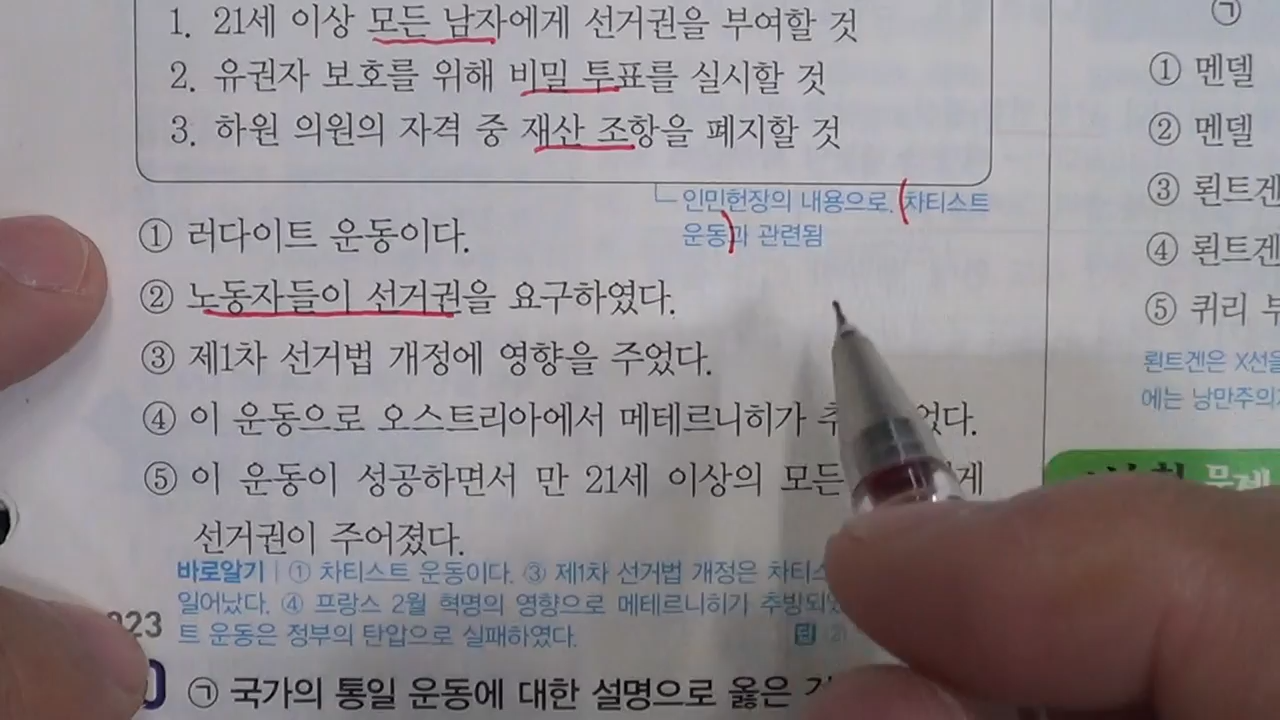 1. 21세 이상 모든 남자에게 선거권을 부여할 것
2. 유권자 보호를 위해 비밀 투표를 실시할 것
3. 하원 의원의 자격 중 재산 조항을 폐지할 것
인민헌장의 내용으로, 차티스트
운동과 관련됨
① 러다이트 운동이다.
② 노동자들이 선거권을 요구하였다.
③ 제1차 선거법 개정에 영향을 주었다.
④ 이 운동으로 오스트리아에서 메테르니히가
⑤ 이 운동이 성공하면서 만 21세 이상의 모든
선거권이 주어졌다.
바로알기 | ① 차티스트 운동이다. ③ 제1차 선거법 개정은
일어났다. ④ 프랑스 2월 혁명의 영향으로 메테르니히가
트 운동은 정부의 탄압으로 실패하였다.
답 ②
㉠ 국가의 통일 운동에 대한 설명으로 옳은
㉠
① 멘델
② 멘델
③ 뢴트겐
④ 뢴트겐
⑤ 퀴리
뢴트겐은 X선을
에는
문제